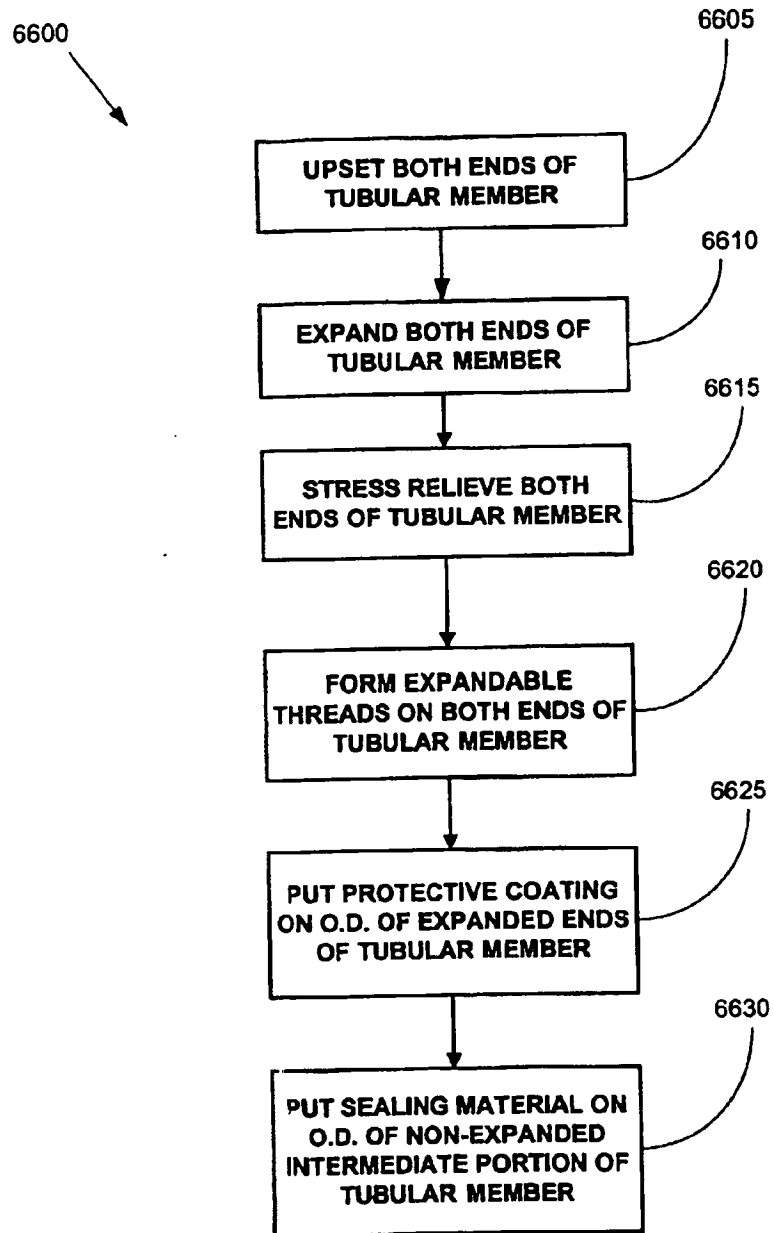 6600
6605
UPSET BOTH ENDS OF
TUBULAR MEMBER
6610
EXPAND BOTH ENDS OF
TUBULAR MEMBER
6615
STRESS RELIEVE BOTH
ENDS OF TUBULAR MEMBER
6620
FORM EXPANDABLE
THREADS ON BOTH ENDS OF
TUBULAR MEMBER
6625
PUT PROTECTIVE COATING
ON O.D. OF EXPANDED ENDS
OF TUBULAR MEMBER
6630
PUT SEALING MATERIAL ON
O.D. OF NON-EXPANDED
INTERMEDIATE PORTION OF
TUBULAR MEMBER